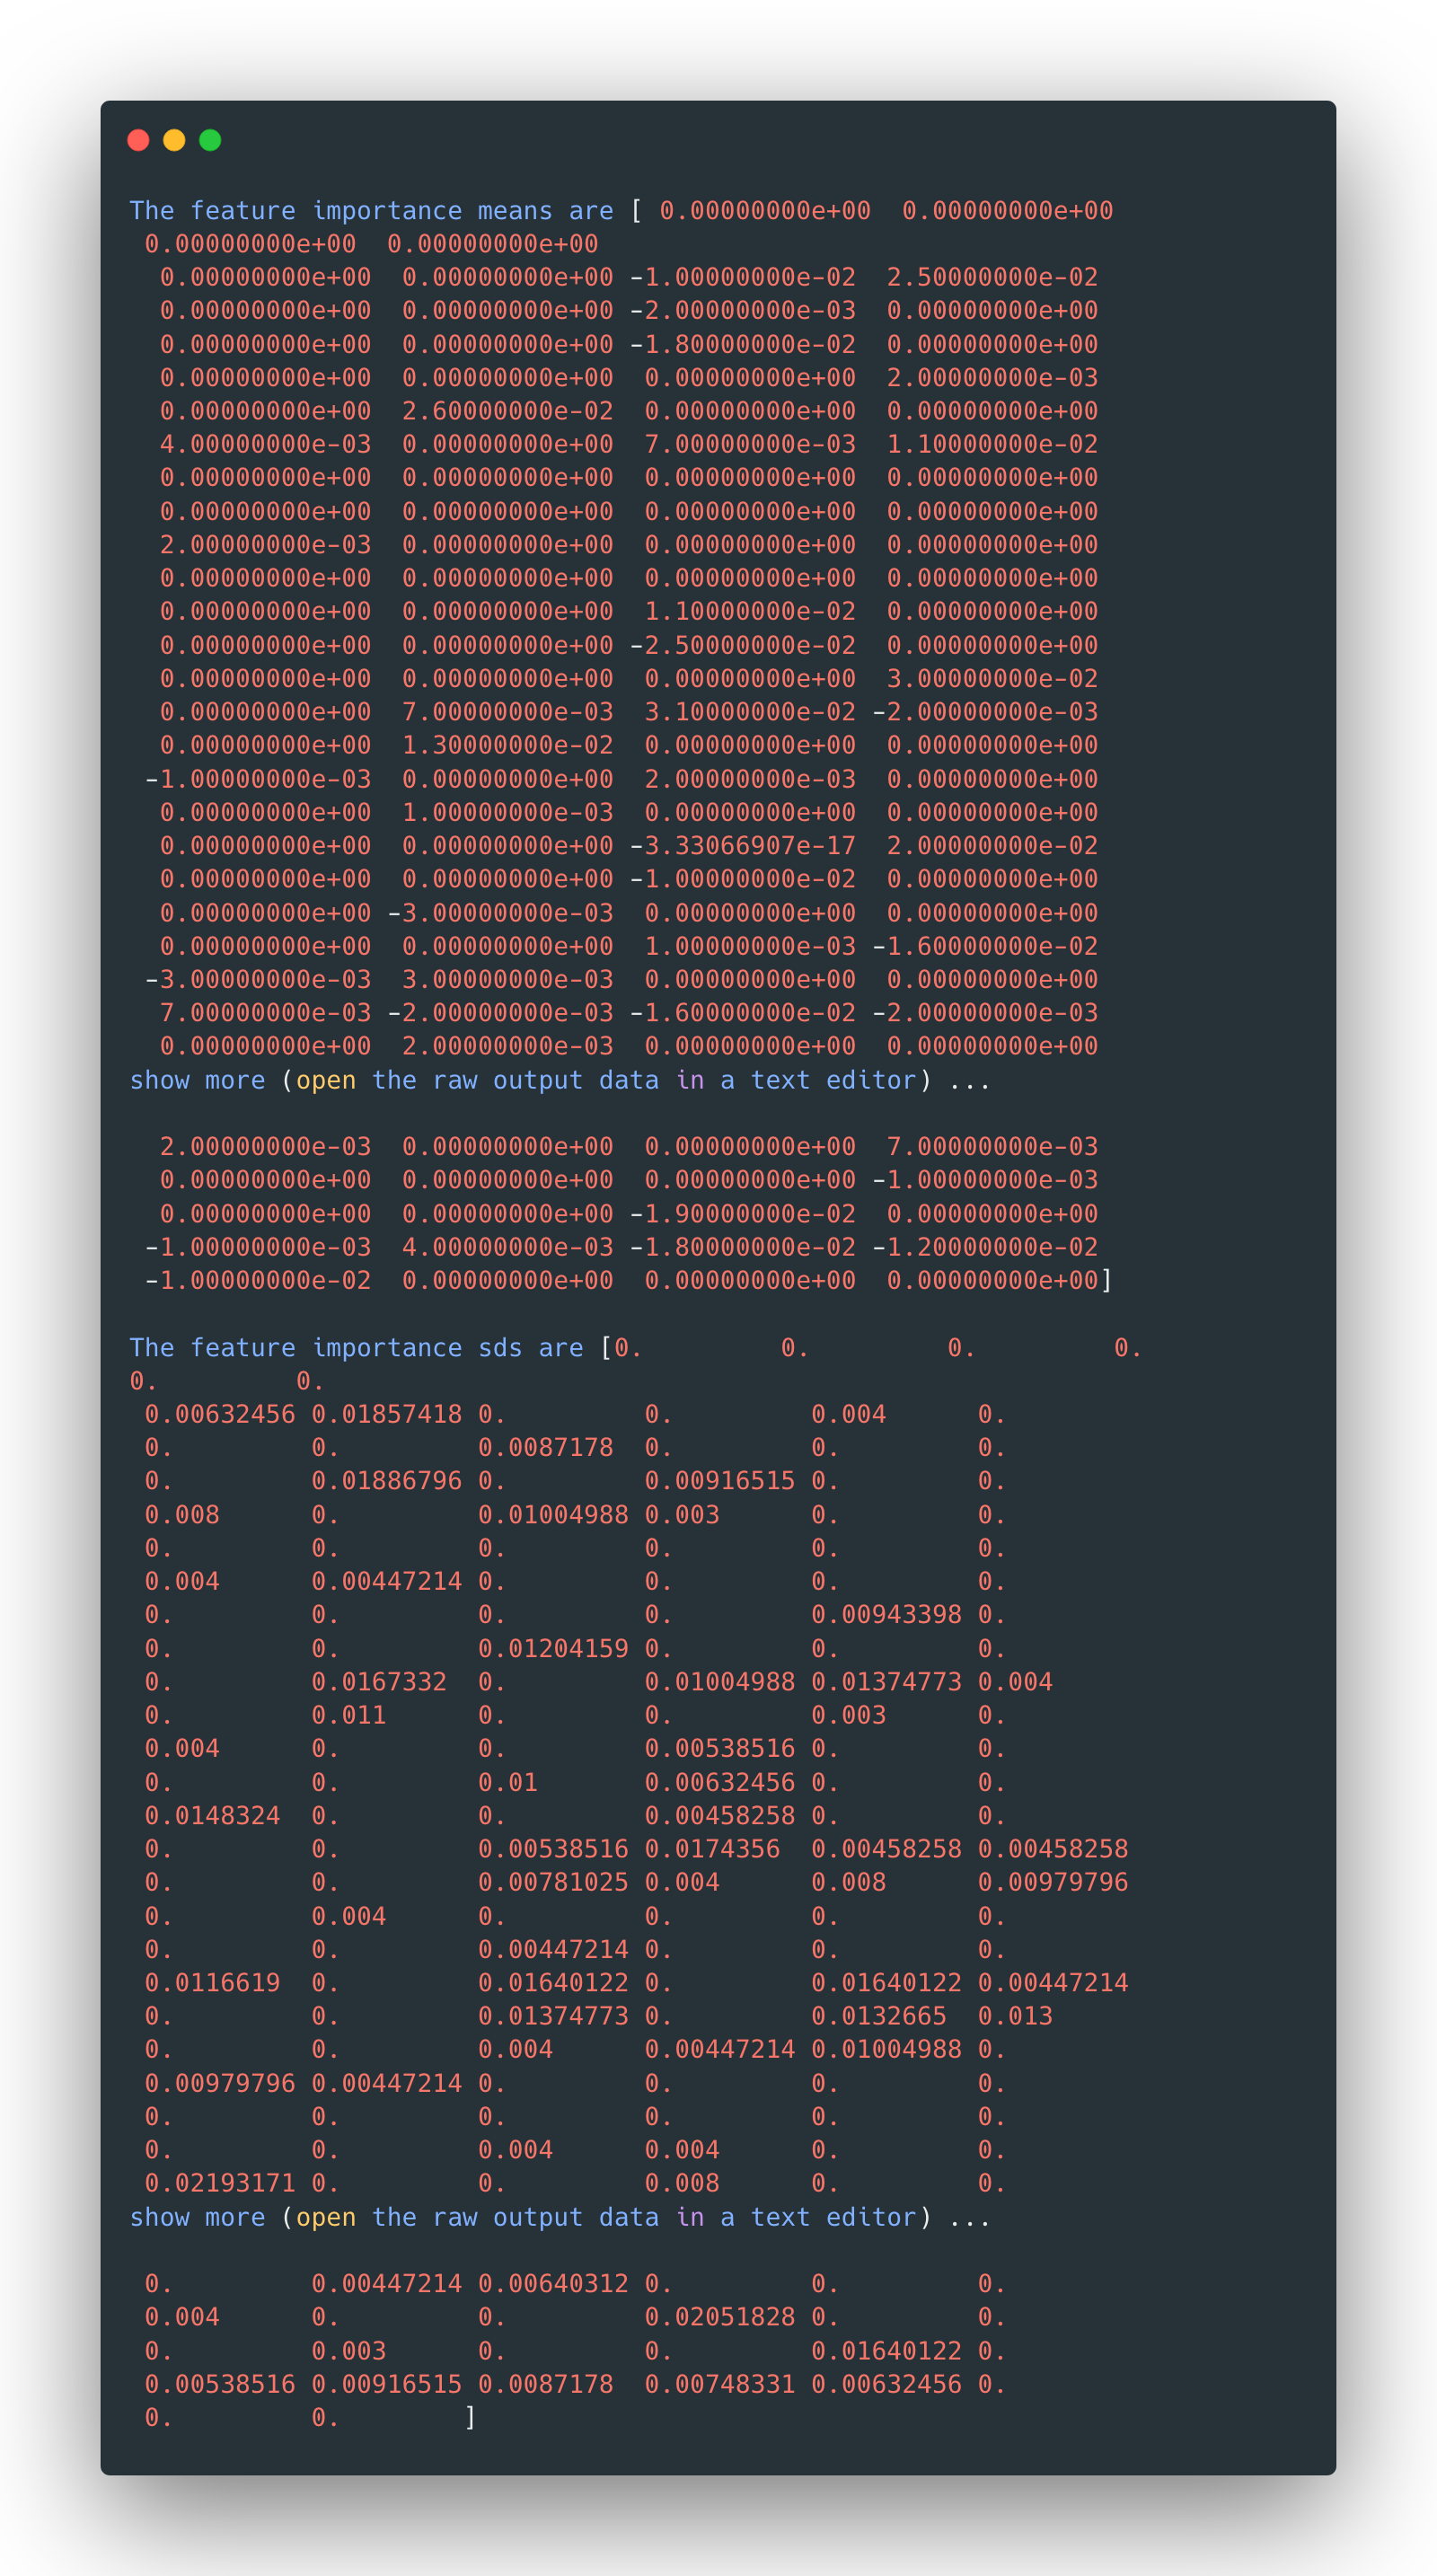 The feature importance means are [ 0.00000000e+00  0.00000000e+00
 0.00000000e+00  0.00000000e+00
  0.00000000e+00  0.00000000e+00 -1.00000000e-02  2.50000000e-02
  0.00000000e+00  0.00000000e+00 -2.00000000e-03  0.00000000e+00
  0.00000000e+00  0.00000000e+00 -1.80000000e-02  0.00000000e+00
  0.00000000e+00  0.00000000e+00  0.00000000e+00  2.00000000e-03
  0.00000000e+00  2.60000000e-02  0.00000000e+00  0.00000000e+00
  4.00000000e-03  0.00000000e+00  7.00000000e-03  1.10000000e-02
  0.00000000e+00  0.00000000e+00  0.00000000e+00  0.00000000e+00
  0.00000000e+00  0.00000000e+00  0.00000000e+00  0.00000000e+00
  2.00000000e-03  0.00000000e+00  0.00000000e+00  0.00000000e+00
  0.00000000e+00  0.00000000e+00  0.00000000e+00  0.00000000e+00
  0.00000000e+00  0.00000000e+00  1.10000000e-02  0.00000000e+00
  0.00000000e+00  0.00000000e+00 -2.50000000e-02  0.00000000e+00
  0.00000000e+00  0.00000000e+00  0.00000000e+00  3.00000000e-02
  0.00000000e+00  7.00000000e-03  3.10000000e-02 -2.00000000e-03
  0.00000000e+00  1.30000000e-02  0.00000000e+00  0.00000000e+00
 -1.00000000e-03  0.00000000e+00  2.00000000e-03  0.00000000e+00
  0.00000000e+00  1.00000000e-03  0.00000000e+00  0.00000000e+00
  0.00000000e+00  0.00000000e+00 -3.33066907e-17  2.00000000e-02
  0.00000000e+00  0.00000000e+00 -1.00000000e-02  0.00000000e+00
  0.00000000e+00 -3.00000000e-03  0.00000000e+00  0.00000000e+00
  0.00000000e+00  0.00000000e+00  1.00000000e-03 -1.60000000e-02
 -3.00000000e-03  3.00000000e-03  0.00000000e+00  0.00000000e+00
  7.00000000e-03 -2.00000000e-03 -1.60000000e-02 -2.00000000e-03
  0.00000000e+00  2.00000000e-03  0.00000000e+00  0.00000000e+00
show more (open the raw output data in a text editor) ...
  2.00000000e-03  0.00000000e+00  0.00000000e+00  7.00000000e-03
  0.00000000e+00  0.00000000e+00  0.00000000e+00 -1.00000000e-03
  0.00000000e+00  0.00000000e+00 -1.90000000e-02  0.00000000e+00
 -1.00000000e-03  4.00000000e-03 -1.80000000e-02 -1.20000000e-02
 -1.00000000e-02  0.00000000e+00  0.00000000e+00  0.00000000e+00]
The feature importance sds are [0.         0.         0.         0.
0.         0.
 0.00632456 0.01857418 0.         0.         0.004      0.
 0.         0.         0.0087178  0.         0.         0.
 0.         0.01886796 0.         0.00916515 0.         0.
 0.008      0.         0.01004988 0.003      0.         0.
 0.         0.         0.         0.         0.         0.
 0.004      0.00447214 0.         0.         0.         0.
 0.         0.         0.         0.         0.00943398 0.
 0.         0.         0.01204159 0.         0.         0.
 0.         0.0167332  0.         0.01004988 0.01374773 0.004
 0.         0.011      0.         0.         0.003      0.
 0.004      0.         0.         0.00538516 0.         0.
 0.         0.         0.01       0.00632456 0.         0.
 0.0148324  0.         0.         0.00458258 0.         0.
 0.         0.         0.00538516 0.0174356  0.00458258 0.00458258
 0.         0.         0.00781025 0.004      0.008      0.00979796
 0.         0.004      0.         0.         0.         0.
 0.         0.         0.00447214 0.         0.         0.
 0.0116619  0.         0.01640122 0.         0.01640122 0.00447214
 0.         0.         0.01374773 0.         0.0132665  0.013
 0.         0.         0.004      0.00447214 0.01004988 0.
 0.00979796 0.00447214 0.         0.         0.         0.
 0.         0.         0.         0.         0.         0.
 0.         0.         0.004      0.004      0.         0.
 0.02193171 0.         0.         0.008      0.         0.
show more (open the raw output data in a text editor) ...
 0.         0.00447214 0.00640312 0.         0.         0.
 0.004      0.         0.         0.02051828 0.         0.
 0.         0.003      0.         0.         0.01640122 0.
 0.00538516 0.00916515 0.0087178  0.00748331 0.00632456 0.
 0.         0.        ]